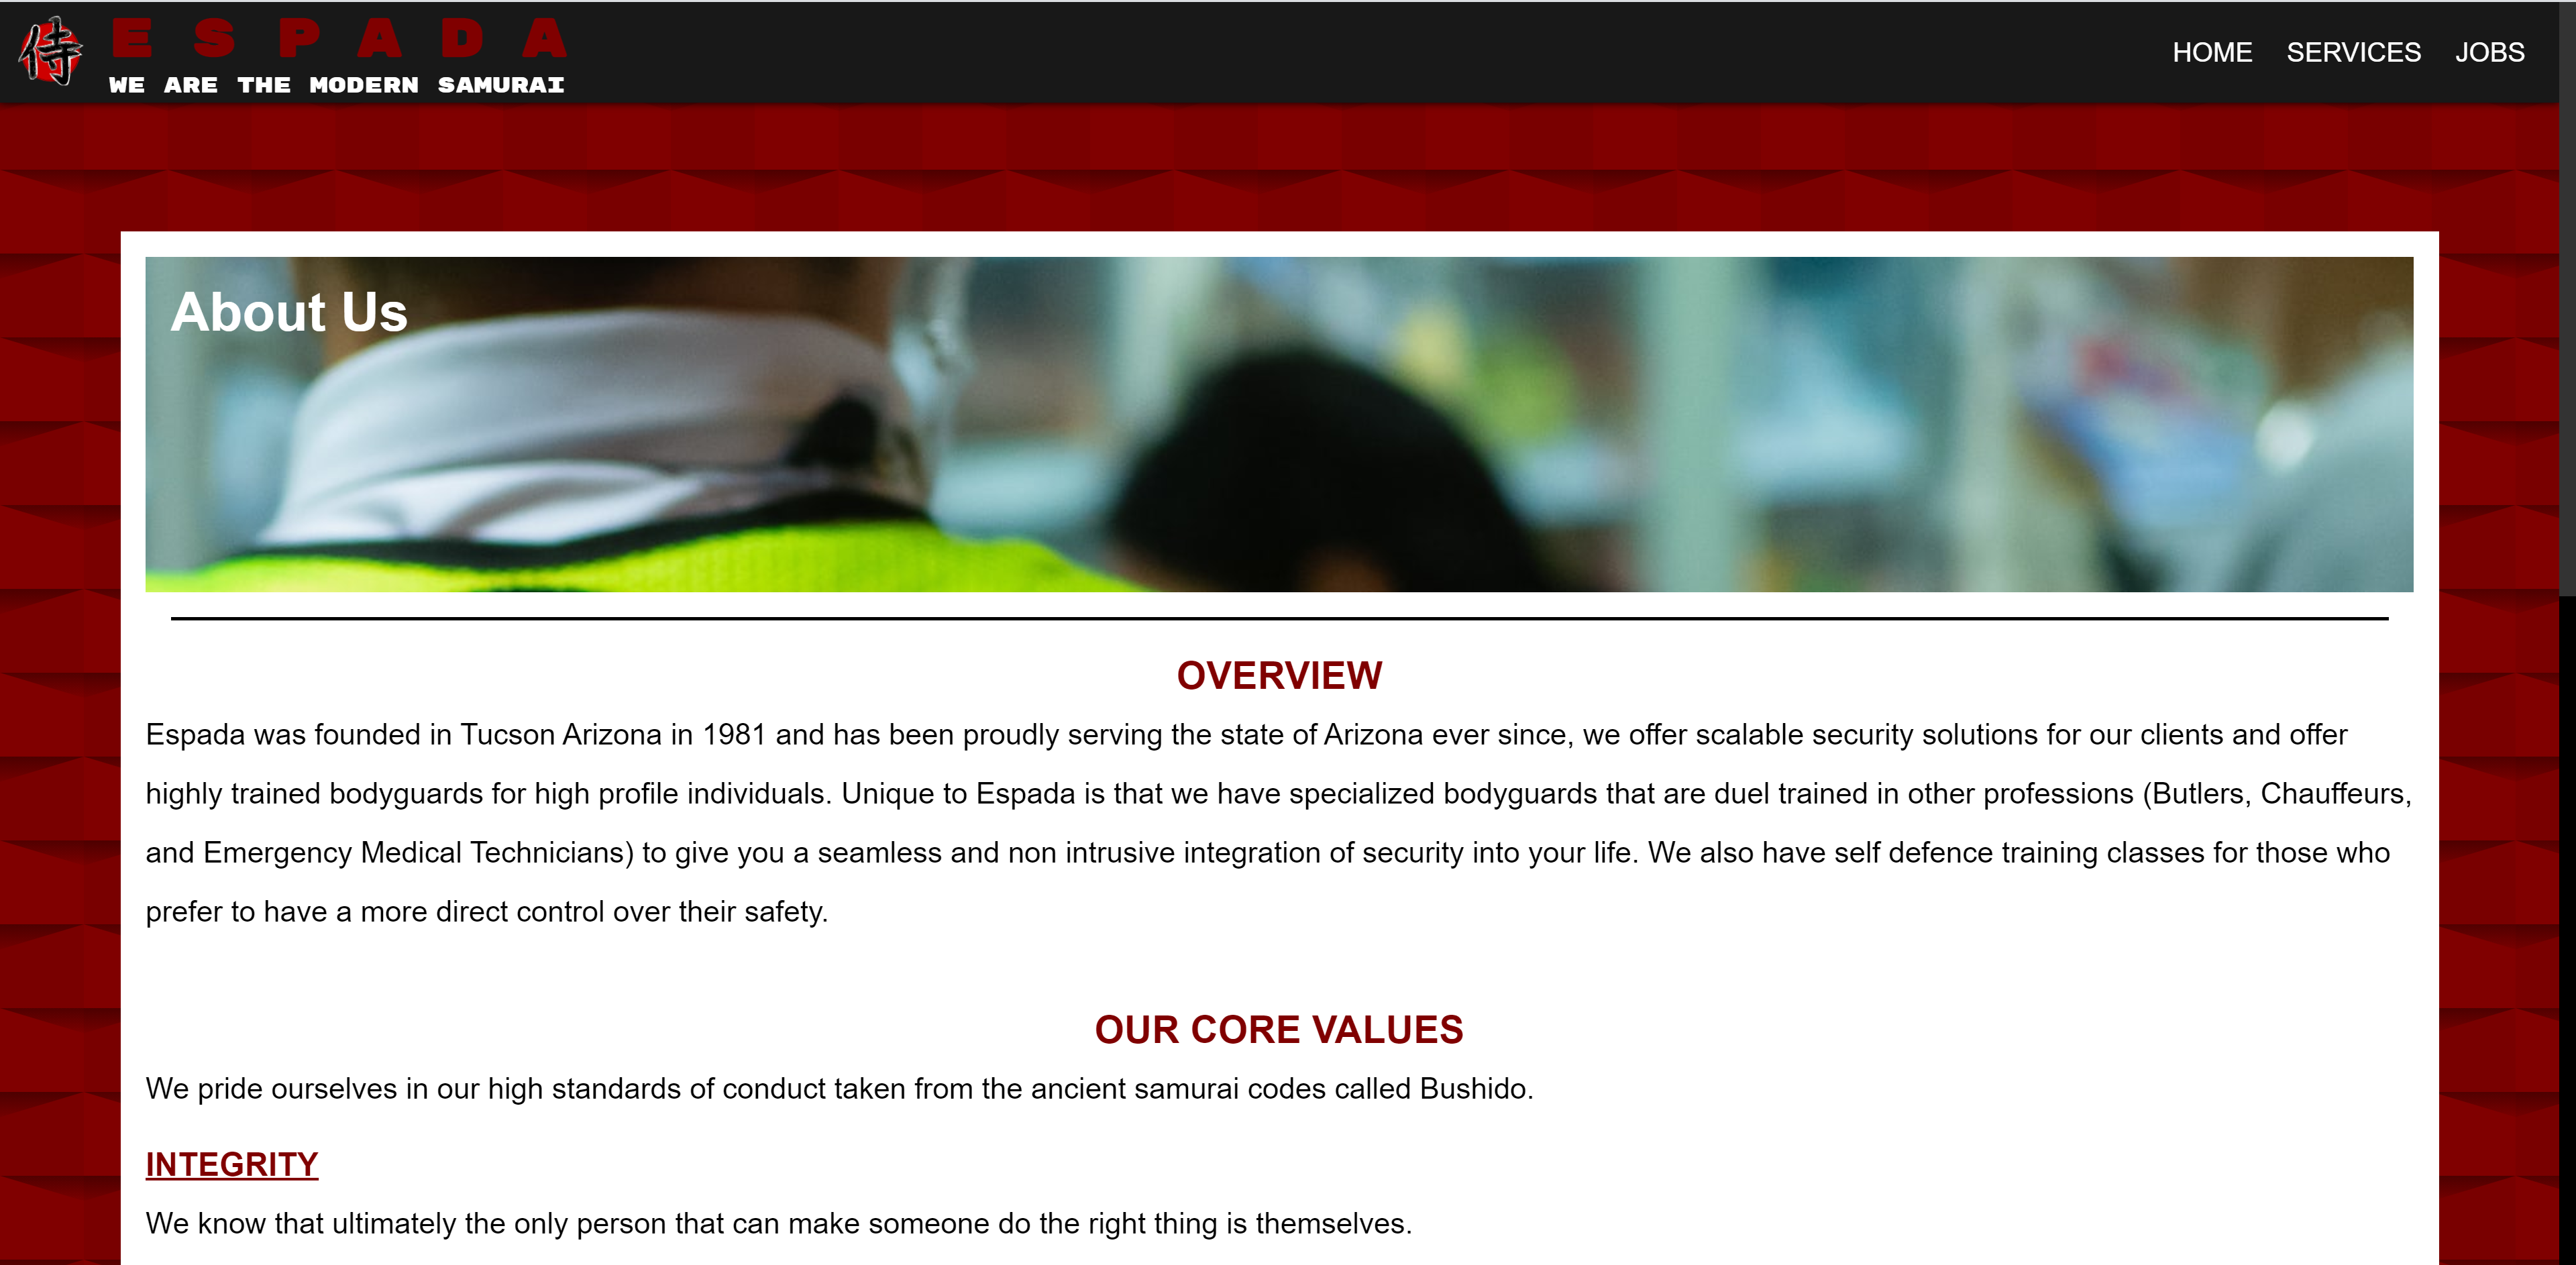 侍
ESPADA
WE ARE THE MODERN SAMURAI
HOME SERVICES JOBS
About Us
OVERVIEW
Espada was founded in Tucson Arizona in 1981 and has been proudly serving the state of Arizona ever since, we offer scalable security solutions for our clients and offer
highly trained bodyguards for high profile individuals. Unique to Espada is that we have specialized bodyguards that are duel trained in other professions (Butlers, Chauffeurs,
and Emergency Medical Technicians) to give you a seamless and non intrusive integration of security into your life. We also have self defence training classes for those who
prefer to have a more direct control over their safety.
OUR CORE VALUES
We pride ourselves in our high standards of conduct taken from the ancient samurai codes called Bushido.
INTEGRITY
We know that ultimately the only person that can make someone do the right thing is themselves.